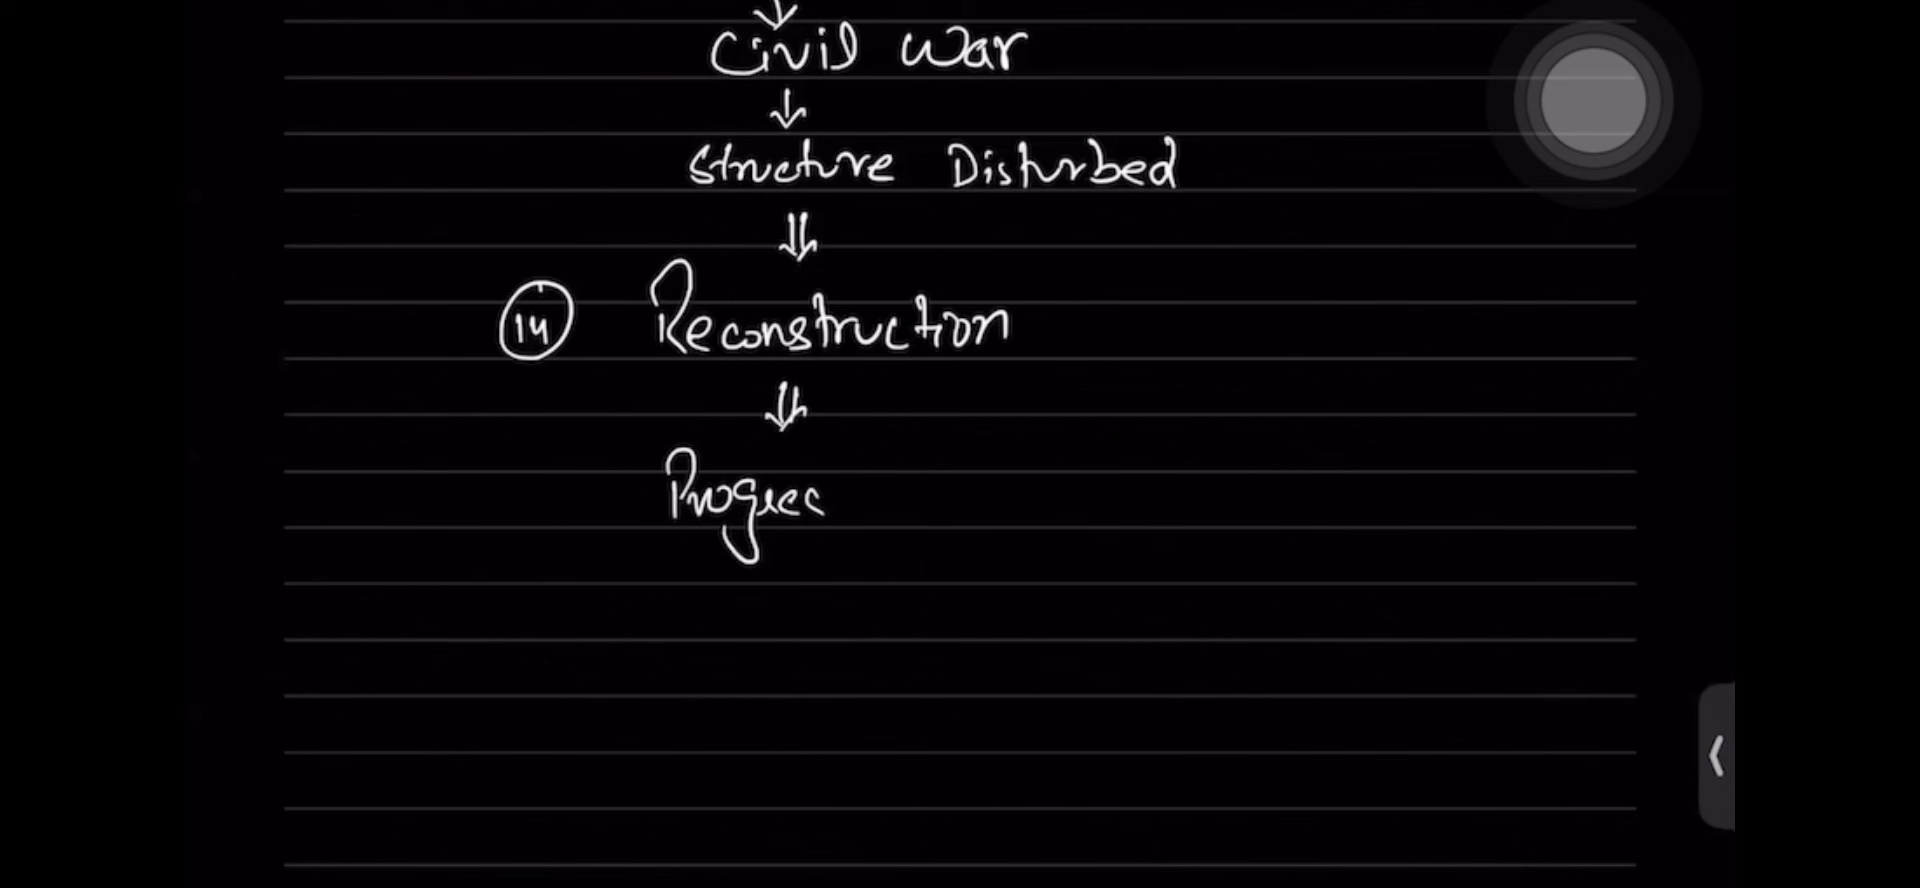 ↓
Civil War
↓
Structure Disturbed
⇓
14 Reconstruction
⇓
Progress